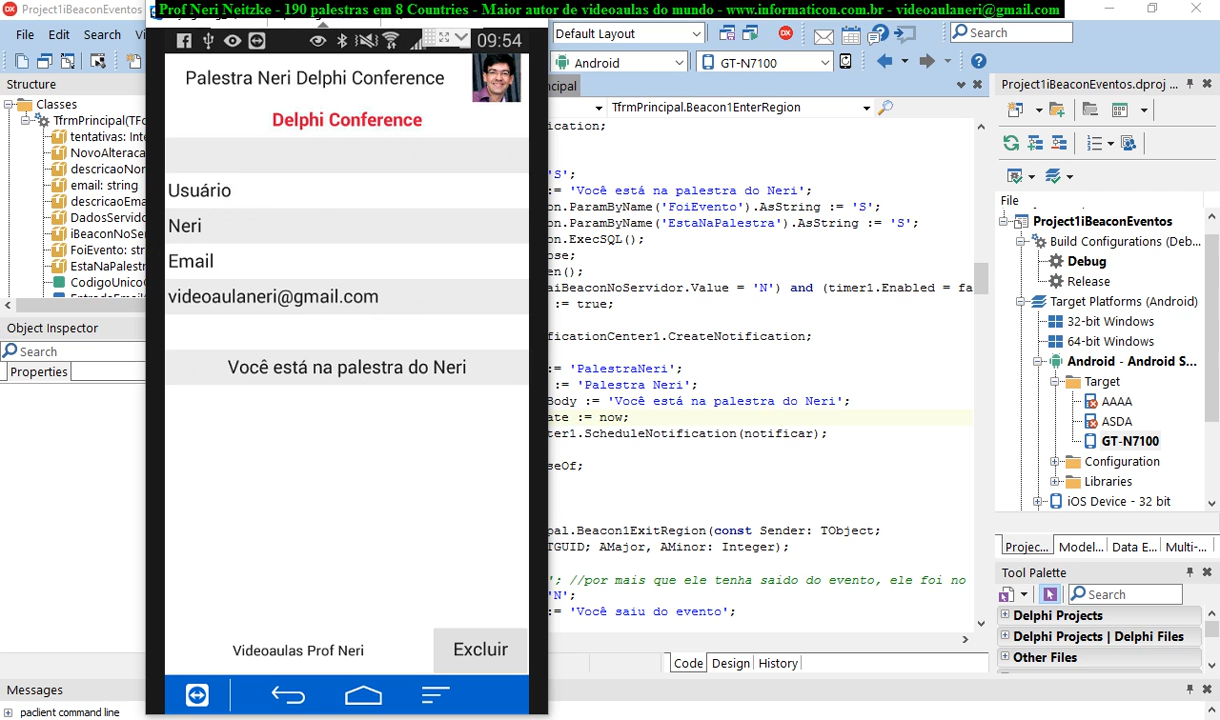 Prof Neri Neitzke - 190 palestras em 8 Countries - Maior autor de videoaulas do mundo - www.informaticon.com.br - videoaulaneri@gmail.com
Project1iBeaconEventos
File Edit Search
Default Layout
Search
Android
GT-N7100
Structure
Classes
TfrmPrincipal(TFo
tentativas: Inte
NovoAlteraca
descricaoNor
email: string
descricaoEma
DadosServido
iBeaconNoSe
FoiEvento: str
EstaNaPalestr
CodigoUnico
Object Inspector
Search
Properties
Messages
paclient command line
09:54
Palestra Neri Delphi Conference
Delphi Conference
Usuário
Neri
Email
videoaulaneri@gmail.com
Você está na palestra do Neri
Videoaulas Prof Neri
Excluir
cipal
TfrmPrincipal.Beacon1EnterRegion
ication;
'S';
:= 'Você está na palestra do Neri';
on.ParamByName('FoiEvento').AsString := 'S';
on.ParamByName('EstaNaPalestra').AsString := 'S';
on.ExecSQL();
ose;
en();
aiBeaconNoServidor.Value = 'N') and (timer1.Enabled = fa
:= true;
ificationCenter1.CreateNotification;
:= 'PalestraNeri';
:= 'Palestra Neri';
Body := 'Você está na palestra do Neri';
ate := now;
ter1.ScheduleNotification(notificar);
seOf;
pal.Beacon1ExitRegion(const Sender: TObject;
TGUID; AMajor, AMinor: Integer);
'; //por mais que ele tenha saido do evento, ele foi no
'N';
:= 'Você saiu do evento';
Code Design History
Project1iBeaconEventos.dproj ...
File
Project1iBeaconEventos
Build Configurations (Deb...
Debug
Release
Target Platforms (Android)
32-bit Windows
64-bit Windows
Android - Android S...
Target
AAAA
ASDA
GT-N7100
Configuration
Libraries
iOS Device - 32 bit
Projec... Model... Data E... Multi-...
Tool Palette
Search
Delphi Projects
Delphi Projects | Delphi Files
Other Files